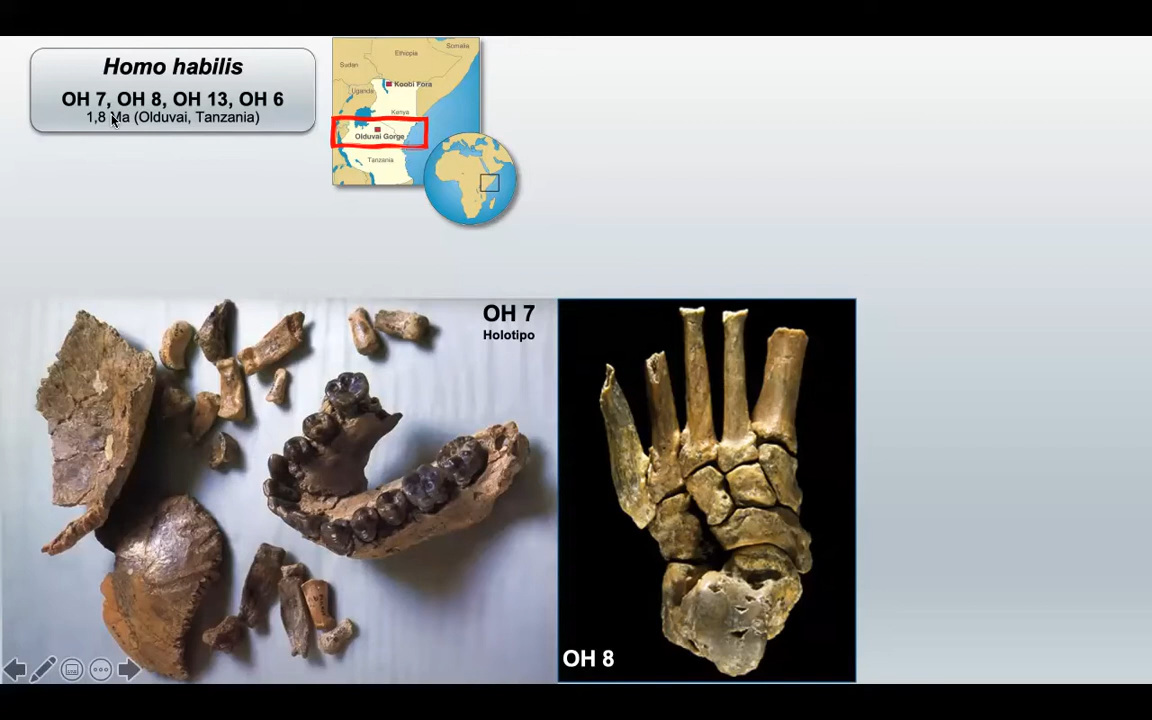 Homo habilis
OH 7, OH 8, OH 13, OH 6
1,8 Ma (Olduvai, Tanzania)
Somalia
Ethiopia
Sudan
Koobi Fora
Uganda
Kenya
Olduvai Gorge
Tanzania
OH 7
Holotipo
OH 8